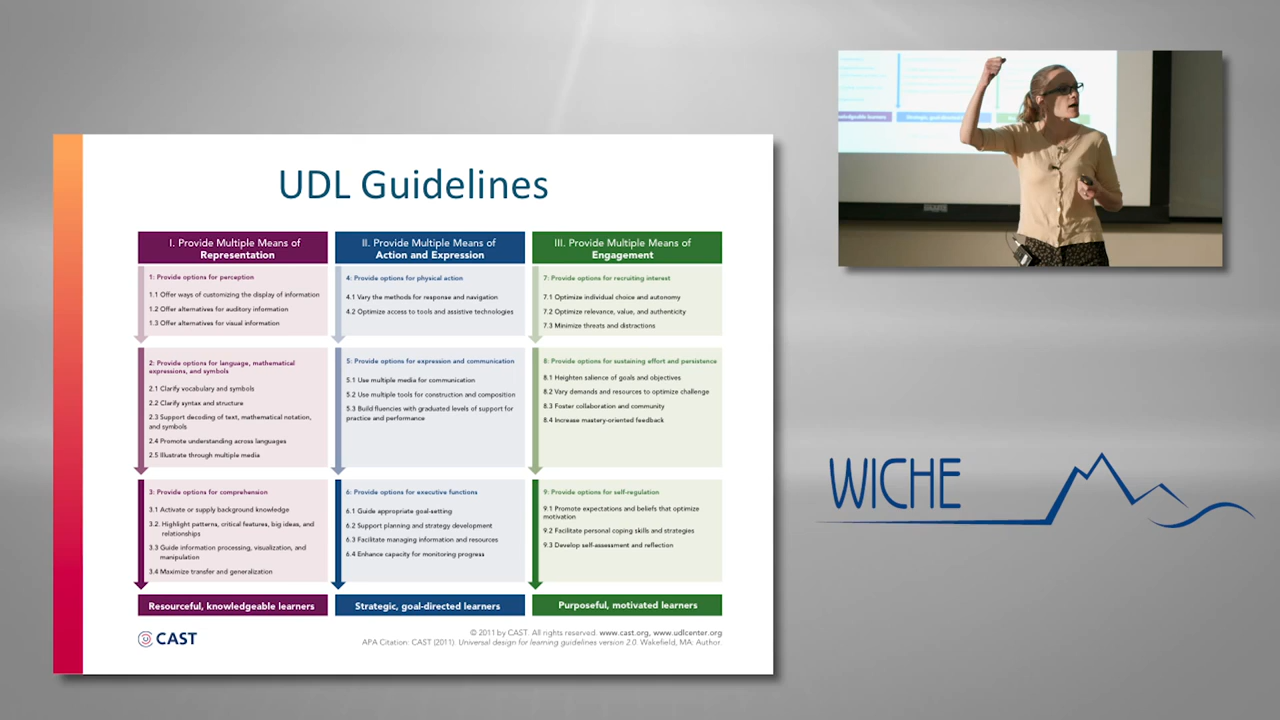 UDL Guidelines
I. Provide Multiple Means of
Representation
1: Provide options for perception
1.1 Offer ways of customizing the display of information
1.2 Offer alternatives for auditory information
1.3 Offer alternatives for visual information
2: Provide options for language, mathematical
expressions, and symbols
2.1 Clarify vocabulary and symbols
2.2 Clarify syntax and structure
2.3 Support decoding of text, mathematical notation,
and symbols
2.4 Promote understanding across languages
2.5 Illustrate through multiple media
3: Provide options for comprehension
3.1 Activate or supply background knowledge
3.2. Highlight patterns, critical features, big ideas, and
relationships
3.3 Guide information processing, visualization, and
manipulation
3.4 Maximize transfer and generalization
Resourceful, knowledgeable learners
II. Provide Multiple Means of
Action and Expression
4: Provide options for physical action
4.1 Vary the methods for response and navigation
4.2 Optimize access to tools and assistive technologies
5: Provide options for expression and communication
5.1 Use multiple media for communication
5.2 Use multiple tools for construction and composition
5.3 Build fluencies with graduated levels of support for
practice and performance
6: Provide options for executive functions
6.1 Guide appropriate goal-setting
6.2 Support planning and strategy development
6.3 Facilitate managing information and resources
6.4 Enhance capacity for monitoring progress
Strategic, goal-directed learners
III. Provide Multiple Means of
Engagement
7: Provide options for recruiting interest
7.1 Optimize individual choice and autonomy
7.2 Optimize relevance, value, and authenticity
7.3 Minimize threats and distractions
8: Provide options for sustaining effort and persistence
8.1 Heighten salience of goals and objectives
8.2 Vary demands and resources to optimize challenge
8.3 Foster collaboration and community
8.4 Increase mastery-oriented feedback
9: Provide options for self-regulation
9.1 Promote expectations and beliefs that optimize
motivation
9.2 Facilitate personal coping skills and strategies
9.3 Develop self-assessment and reflection
Purposeful, motivated learners
CAST
© 2011 by CAST. All rights reserved. www.cast.org, www.udlcenter.org
APA Citation: CAST (2011). Universal design for learning guidelines version 2.0. Wakefield, MA: Author.
WICHE